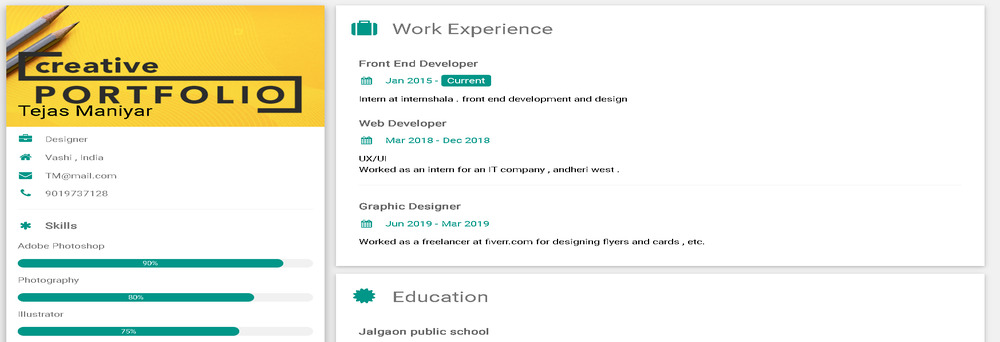 creative
PORTFOLIO
Tejas Maniyar
Designer
Vashi , India
TM@mail.com
9019737128
Skills
Adobe Photoshop
90%
Photography
80%
Illustrator
75%
Work Experience
Front End Developer
Jan 2015 - Current
Intern at internshala . front end development and design
Web Developer
Mar 2018 - Dec 2018
UX/UI
Worked as an intern for an IT company , andheri west .
Graphic Designer
Jun 2019 - Mar 2019
Worked as a freelancer at fiverr.com for designing flyers and cards , etc.
Education
Jalgaon public school